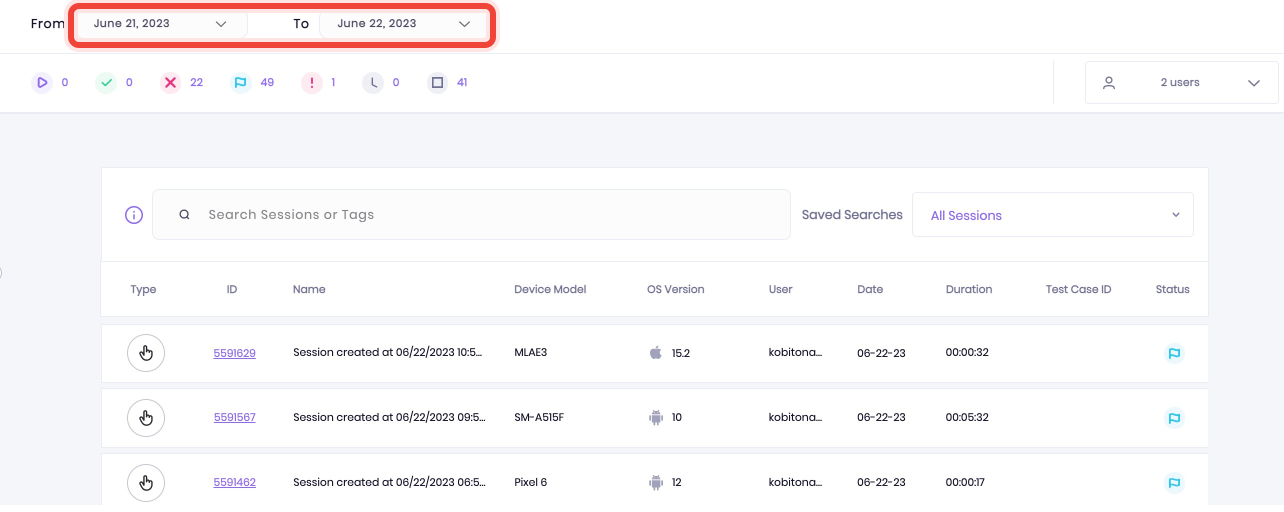 From June 21, 2023 To June 22, 2023
0 0 22 49 1 0 41 2 users
Search Sessions or Tags Saved Searches All Sessions
Type ID Name Device Model OS Version User Date Duration Test Case ID Status
5591629 Session created at 06/22/2023 10:5... MLAE3 15.2 kobitona... 06-22-23 00:00:32
5591567 Session created at 06/22/2023 09:5... SM-A515F 10 kobitona... 06-22-23 00:05:32
5591462 Session created at 06/22/2023 06:5... Pixel 6 12 kobitona... 06-22-23 00:00:17